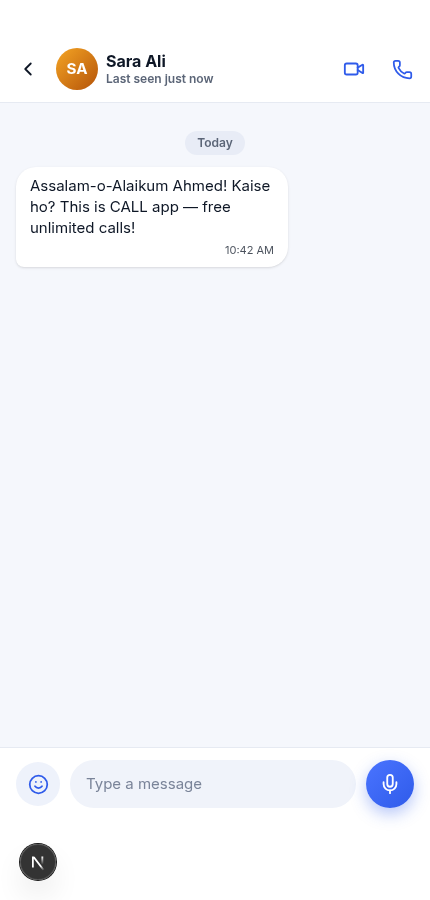 SA
Sara Ali
Last seen just now
Today
Assalam-o-Alaikum Ahmed! Kaise
ho? This is CALL app — free
unlimited calls!
10:42 AM
Type a message
N